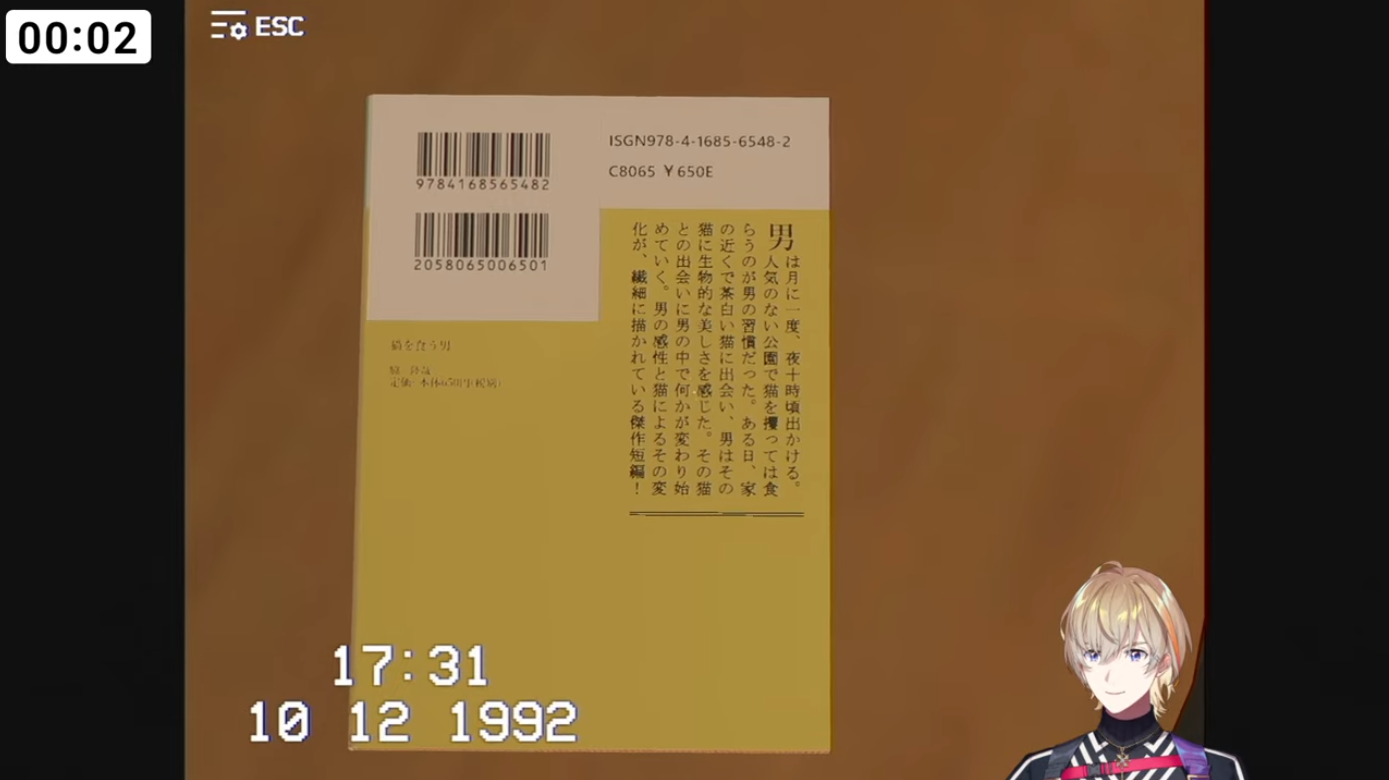 00:02
ESC
9784168565482
2058065006501
ISGN978-4-1685-6548-2
C8065 ¥650E
男は月に一度、夜十時頃出かける。
人気のない公園で猫を攫っては食
らうのが男の習慣だった。ある日、家
の近くで茶白い猫に出会い、男はその
猫に生物的な美しさを感じた。その猫
との出会いに男の中で何かが変わり始
めていく。男の感性と猫によるその変
化が、繊細に描かれている傑作短編！
猫を食う男
17:31
10 12 1992